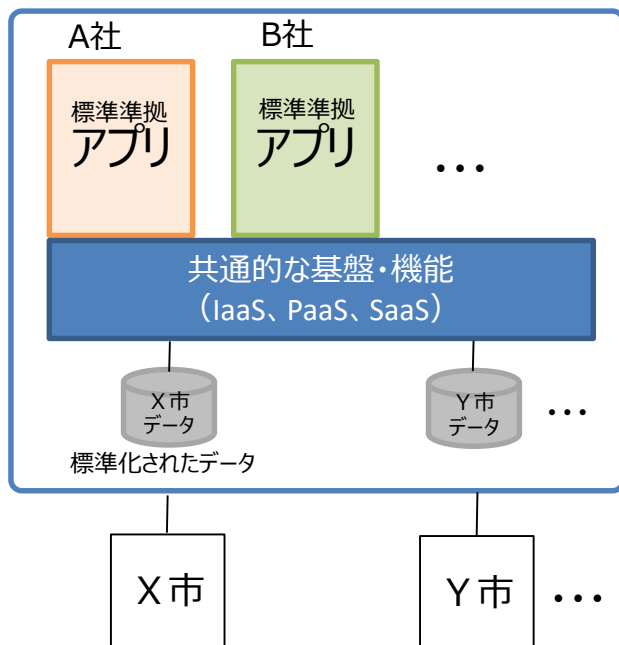 A社
B社
標準準拠
アプリ
標準準拠
アプリ
・・・
共通的な基盤・機能
（IaaS、PaaS、SaaS）
X市
データ
Y市
データ
・・・
標準化されたデータ
X市
Y市
・・・